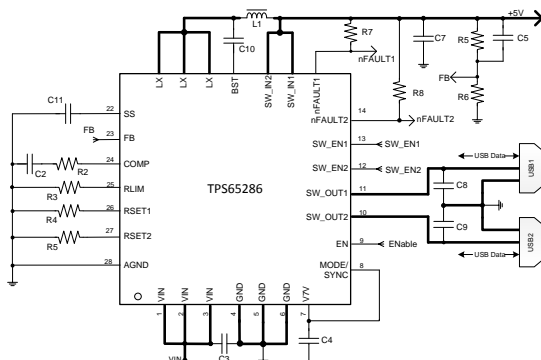 L1
+5V
R7
C10
C7
R5
C5
nFAULT1
FB
R6
R8
LX
LX
LX
BST
SW_IN2
SW_IN1
nFAULT1
C11
22
SS
14
nFAULT2
nFAULT2
FB
23
FB
SW_EN1
13
SW_EN1
C2
R2
24
COMP
SW_EN2
12
SW_EN2
USB Data
USB1
R3
25
RLIM
TPS65286
SW_OUT1
11
C8
R4
26
RSET1
SW_OUT2
10
C9
USB2
R5
27
RSET2
EN
9
ENable
USB Data
28
AGND
MODE/
SYNC
8
VIN
VIN
VIN
GND
GND
GND
V7V
1
2
3
4
5
6
7
C4
C3
VIN